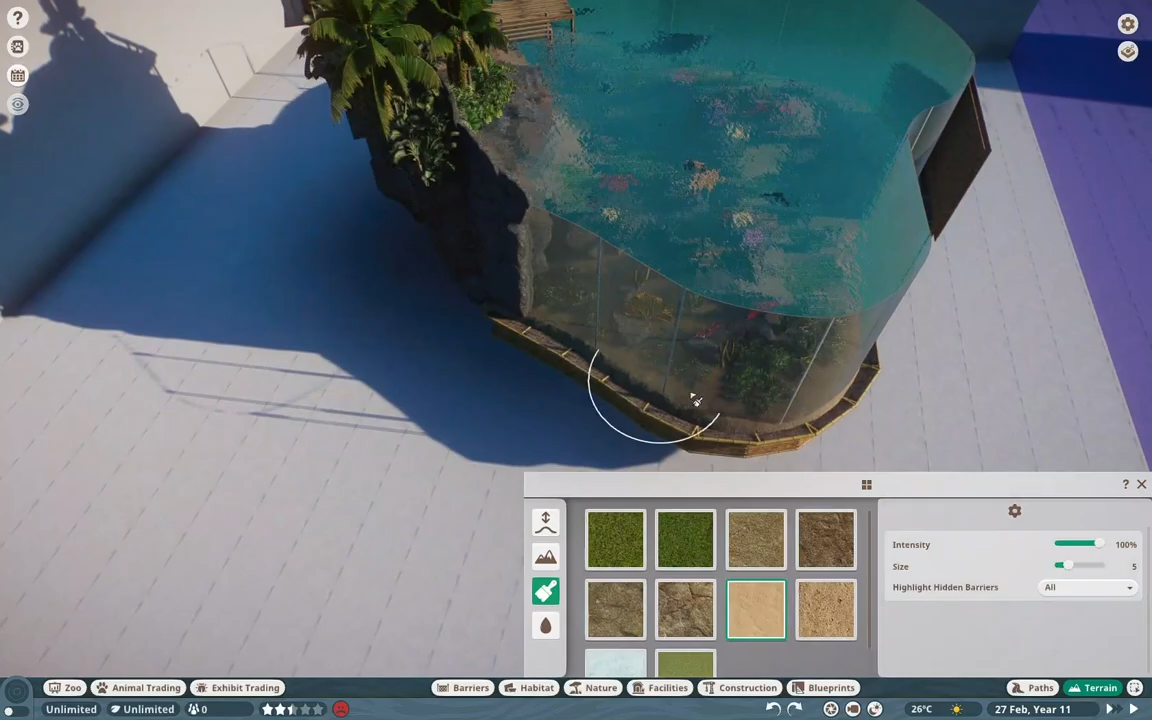 ?
? ×
Intensity 100%
Size 5
Highlight Hidden Barriers All
Zoo Animal Trading Exhibit Trading Barriers Habitat Nature Facilities Construction Blueprints Paths Terrain
Unlimited Unlimited 0 26°C 27 Feb, Year 11